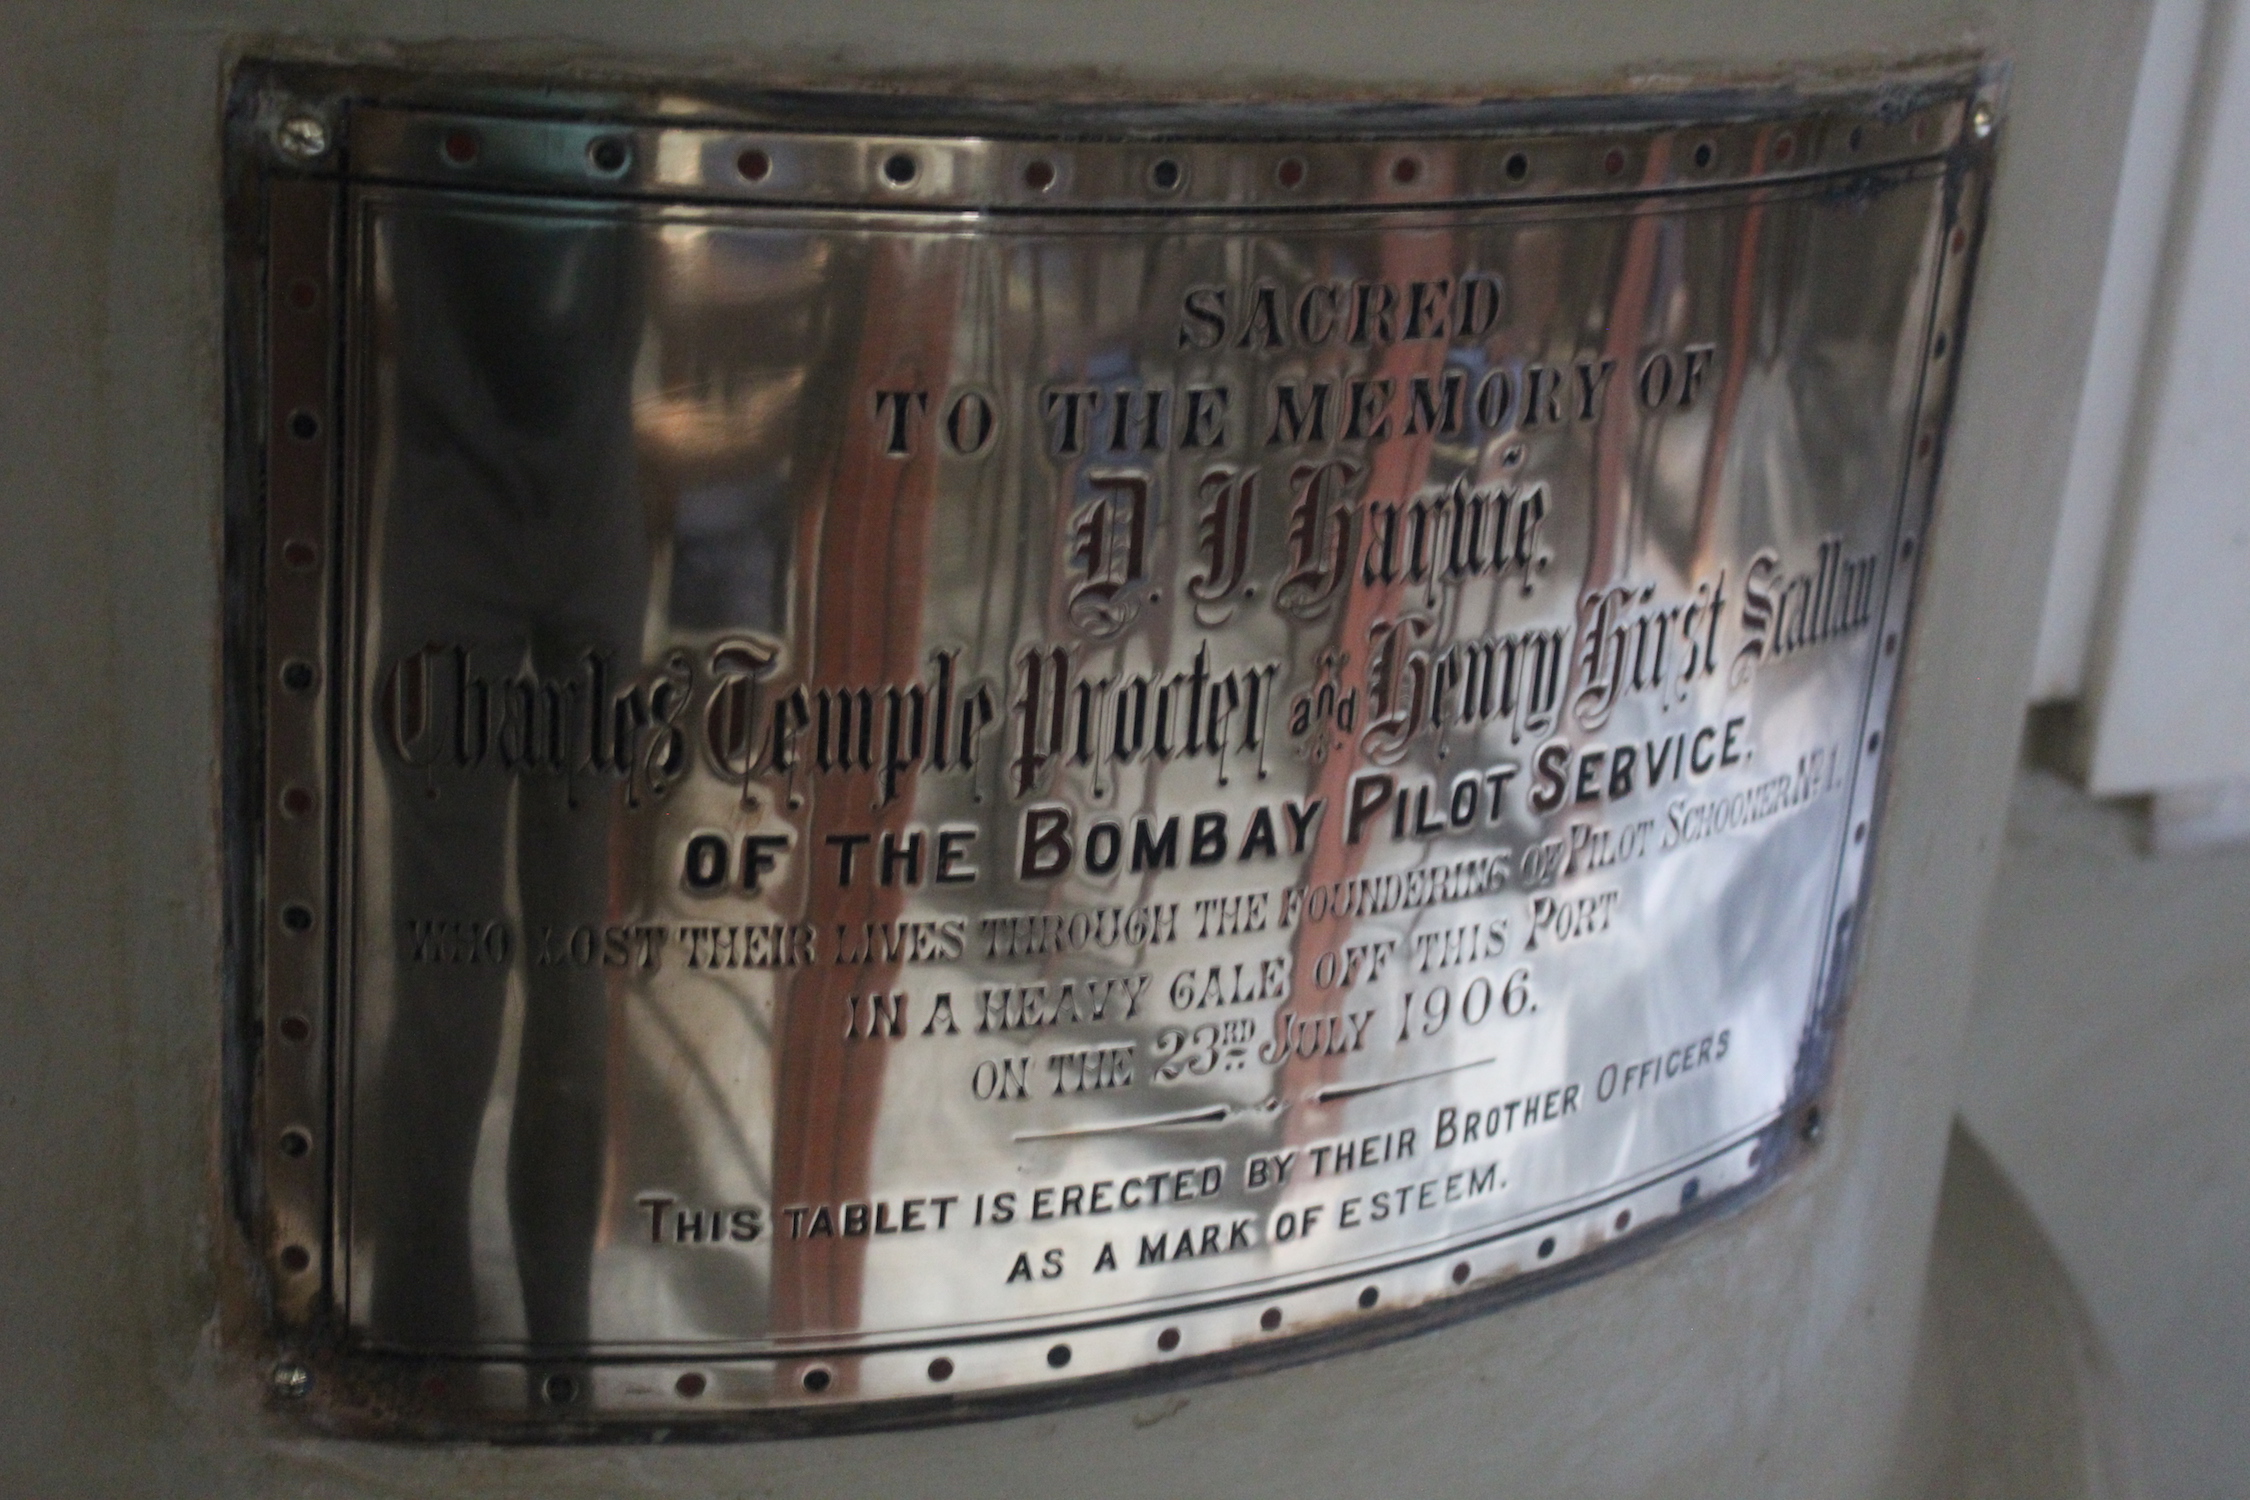 SACRED
TO THE MEMORY OF
D. J. Harvie.
Charles Temple Procter and Henry Hirst Scallan
OF THE BOMBAY PILOT SERVICE.
WHO LOST THEIR LIVES THROUGH THE FOUNDERING OF PILOT SCHOONER No 1.
IN A HEAVY GALE OFF THIS PORT
ON THE 23RD JULY 1906.
THIS TABLET IS ERECTED BY THEIR BROTHER OFFICERS
AS A MARK OF ESTEEM.